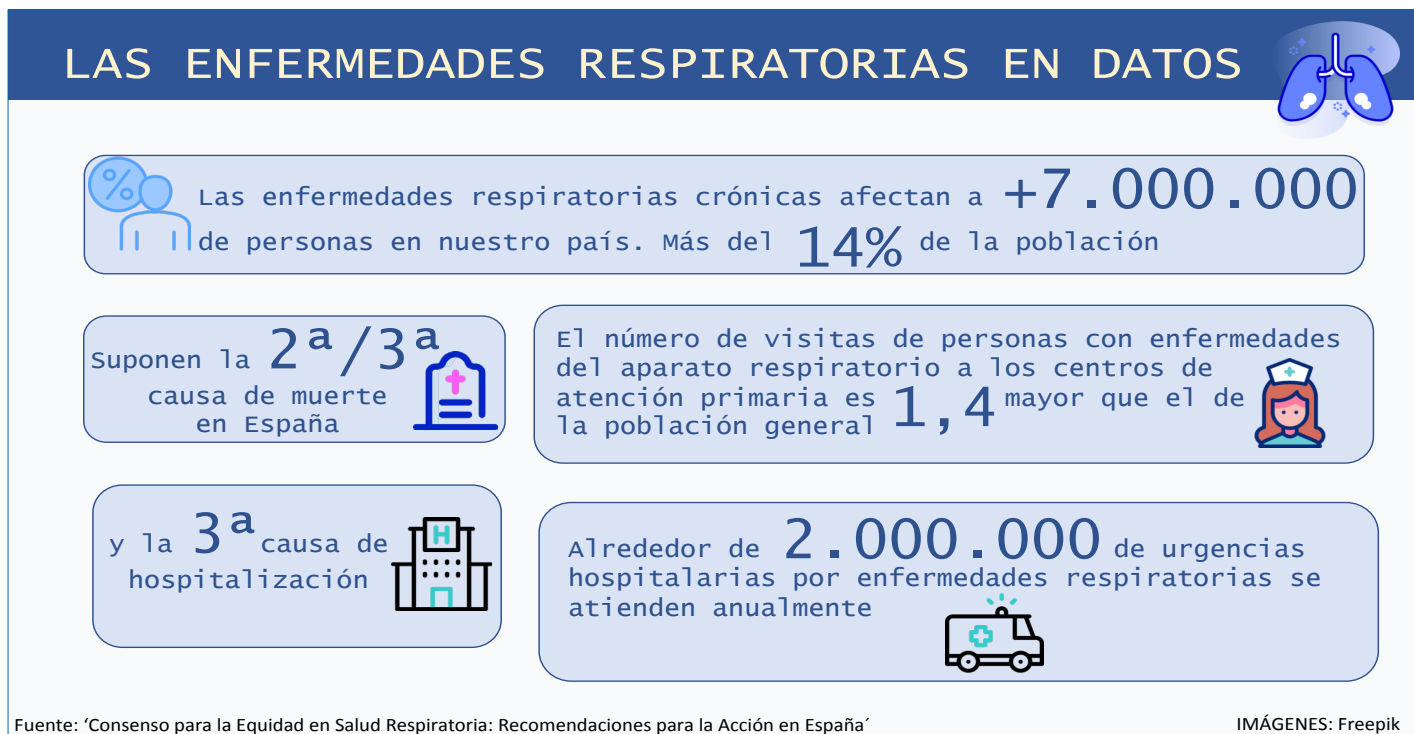 LAS ENFERMEDADES RESPIRATORIAS EN DATOS
%
Las enfermedades respiratorias crónicas afectan a +7.000.000
de personas en nuestro país. Más del 14% de la población
Suponen la 2ª/3ª
causa de muerte
en España
El número de visitas de personas con enfermedades
del aparato respiratorio a los centros de
atención primaria es 1,4 mayor que el de
la población general
y la 3ª causa de
hospitalización
H
Alrededor de 2.000.000 de urgencias
hospitalarias por enfermedades respiratorias se
atienden anualmente
Fuente: ‘Consenso para la Equidad en Salud Respiratoria: Recomendaciones para la Acción en España´
IMÁGENES: Freepik